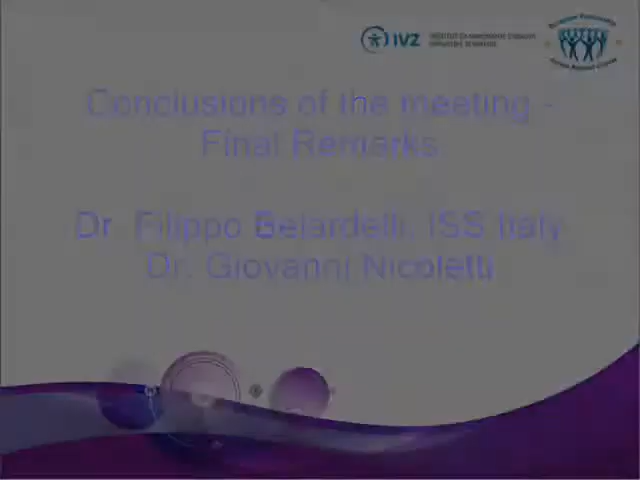 IVZ
Conclusions of the meeting -
Final Remarks
Dr. Filippo Belardelli, ISS Italy
Dr. Giovanni Nicoletti